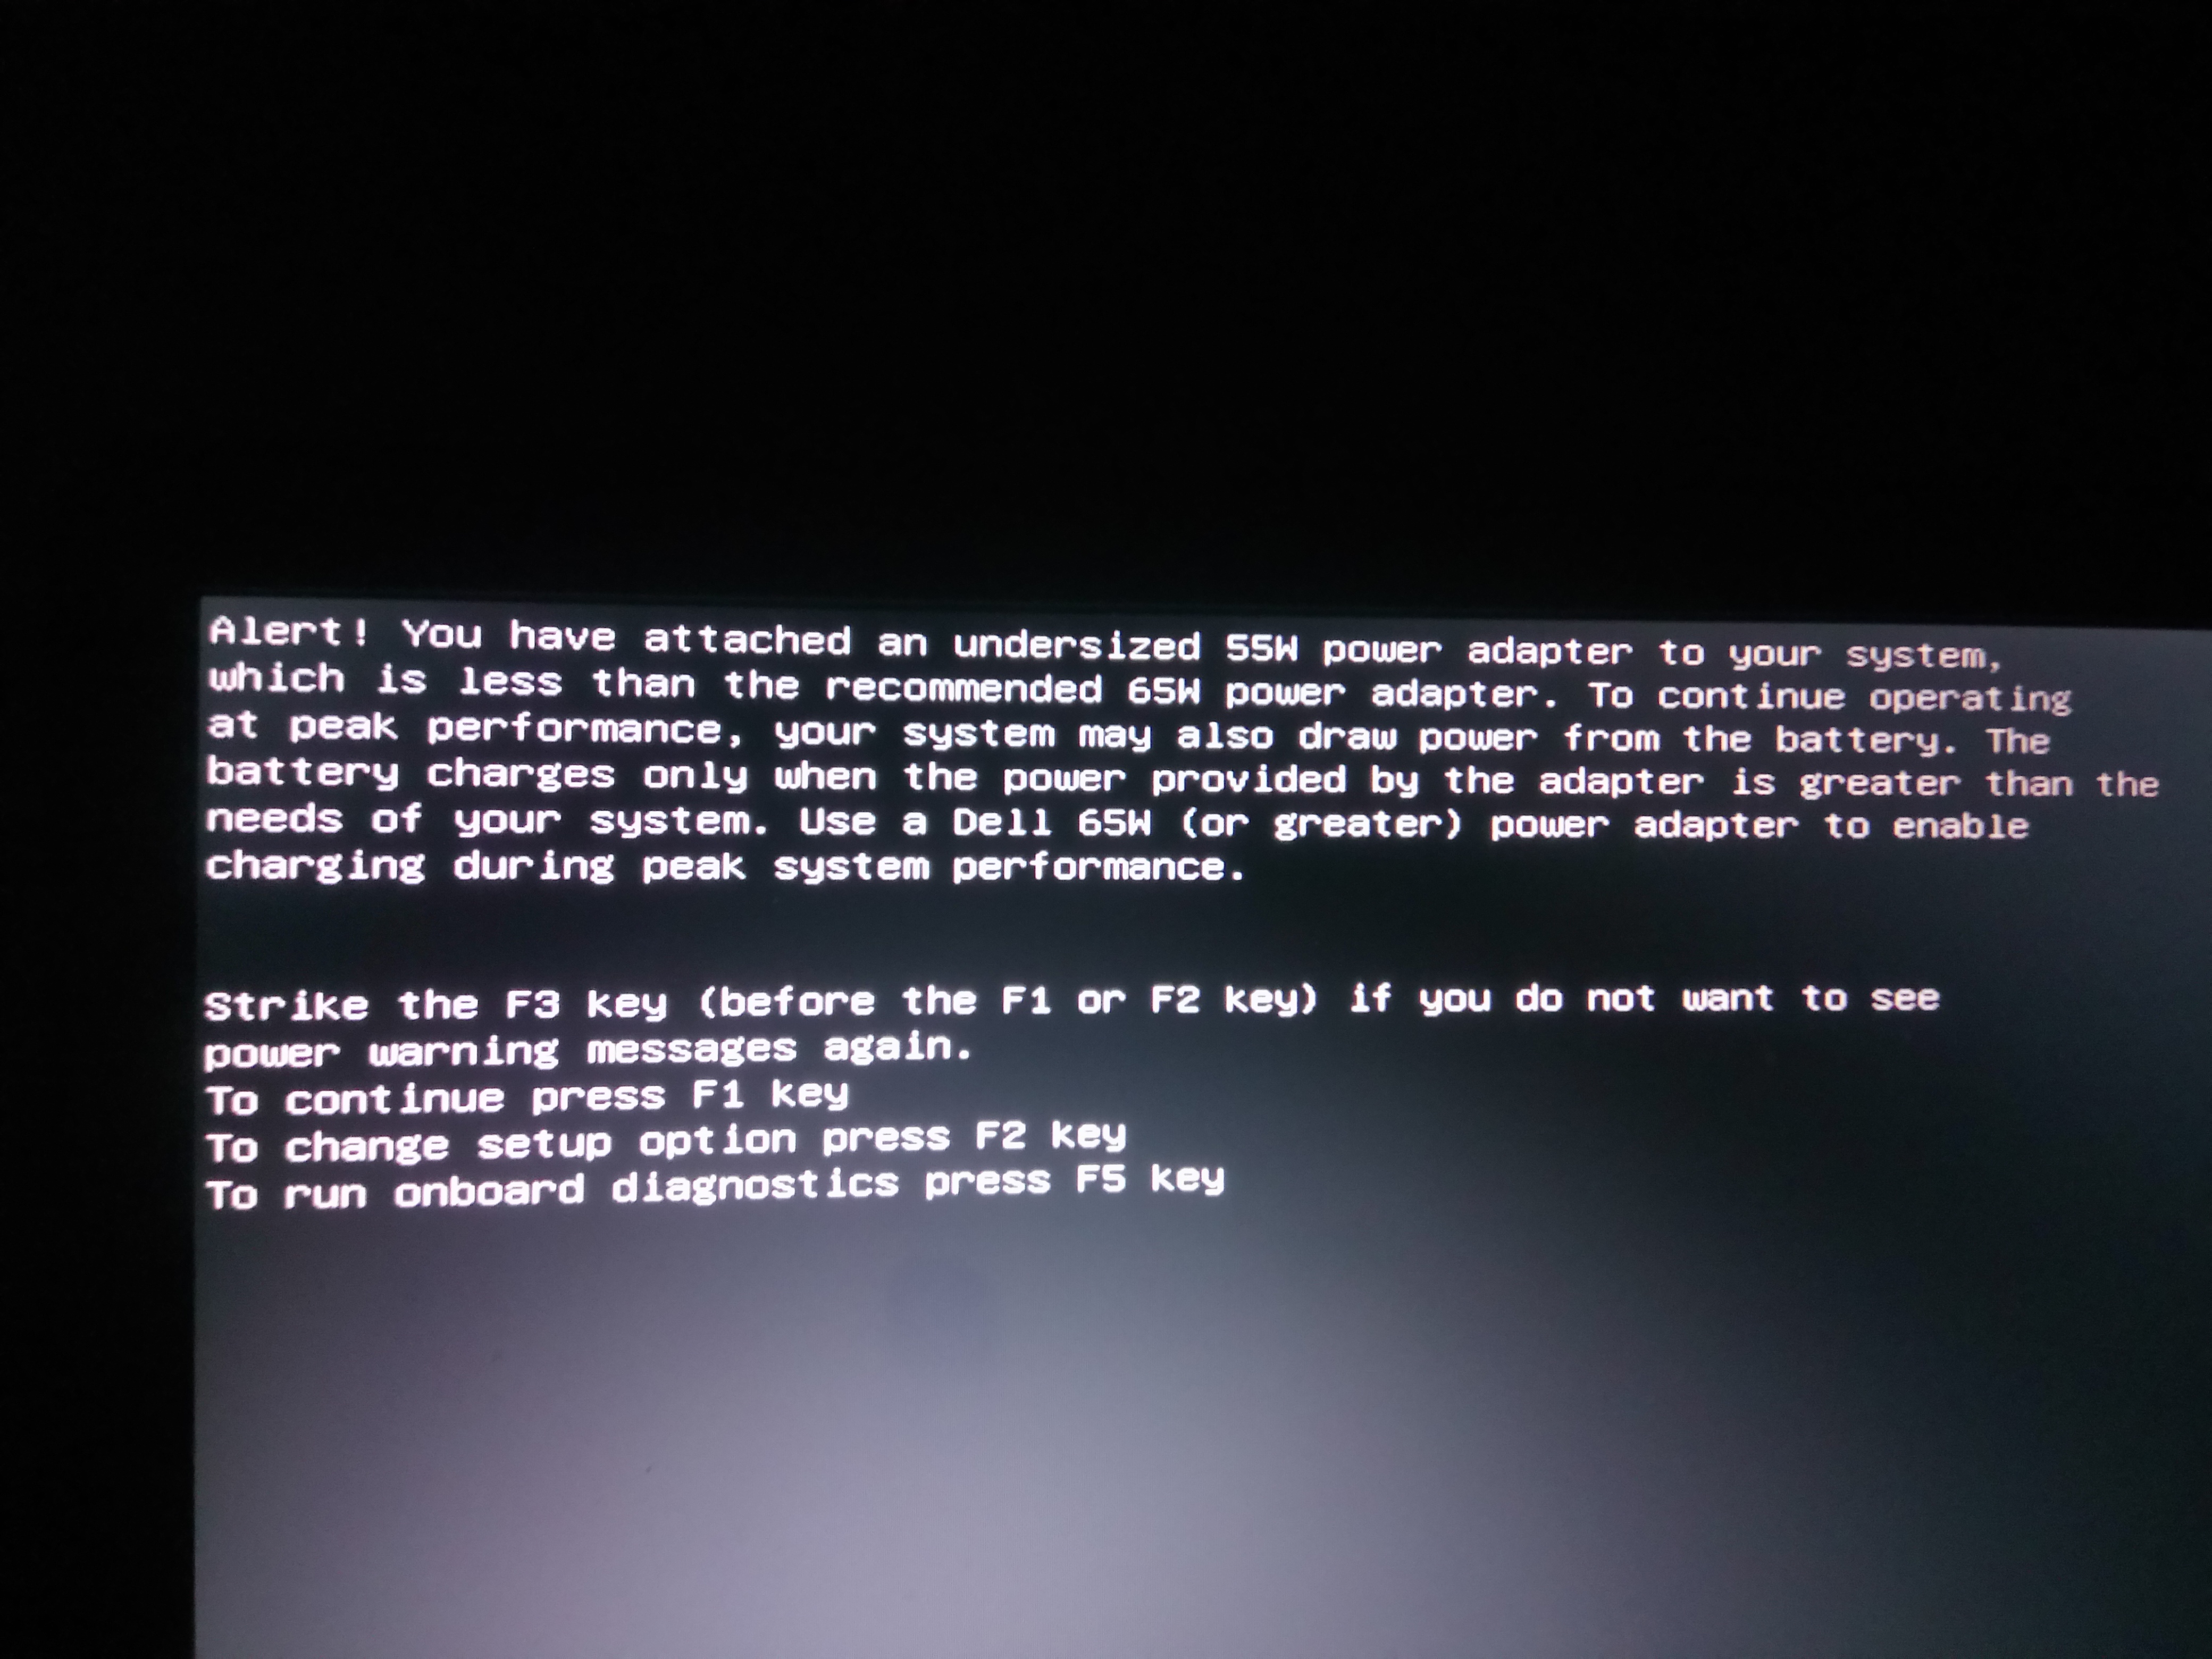 Alert! You have attached an undersized 55W power adapter to your system,
which is less than the recommended 65W power adapter. To continue operating
at peak performance, your system may also draw power from the battery. The
battery charges only when the power provided by the adapter is greater than the
needs of your system. Use a Dell 65W (or greater) power adapter to enable
charging during peak system performance.
Strike the F3 key (before the F1 or F2 key) if you do not want to see
power warning messages again.
To continue press F1 key
To change setup option press F2 key
To run onboard diagnostics press F5 key